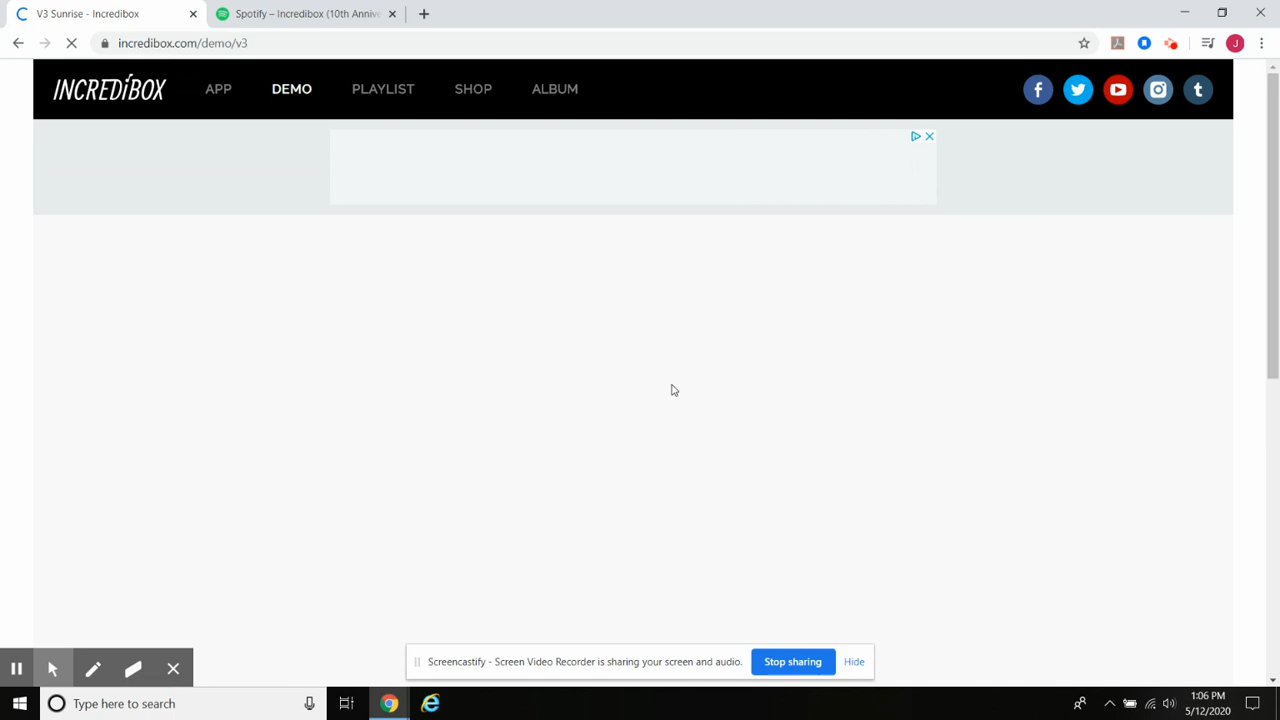 V3 Sunrise - Incredibox
Spotify – Incredibox (10th Annive
incredibox.com/demo/v3
J
INCREDIBOX APP DEMO PLAYLIST SHOP ALBUM
Screencastify - Screen Video Recorder is sharing your screen and audio. Stop sharing Hide
Type here to search
1:06 PM
5/12/2020